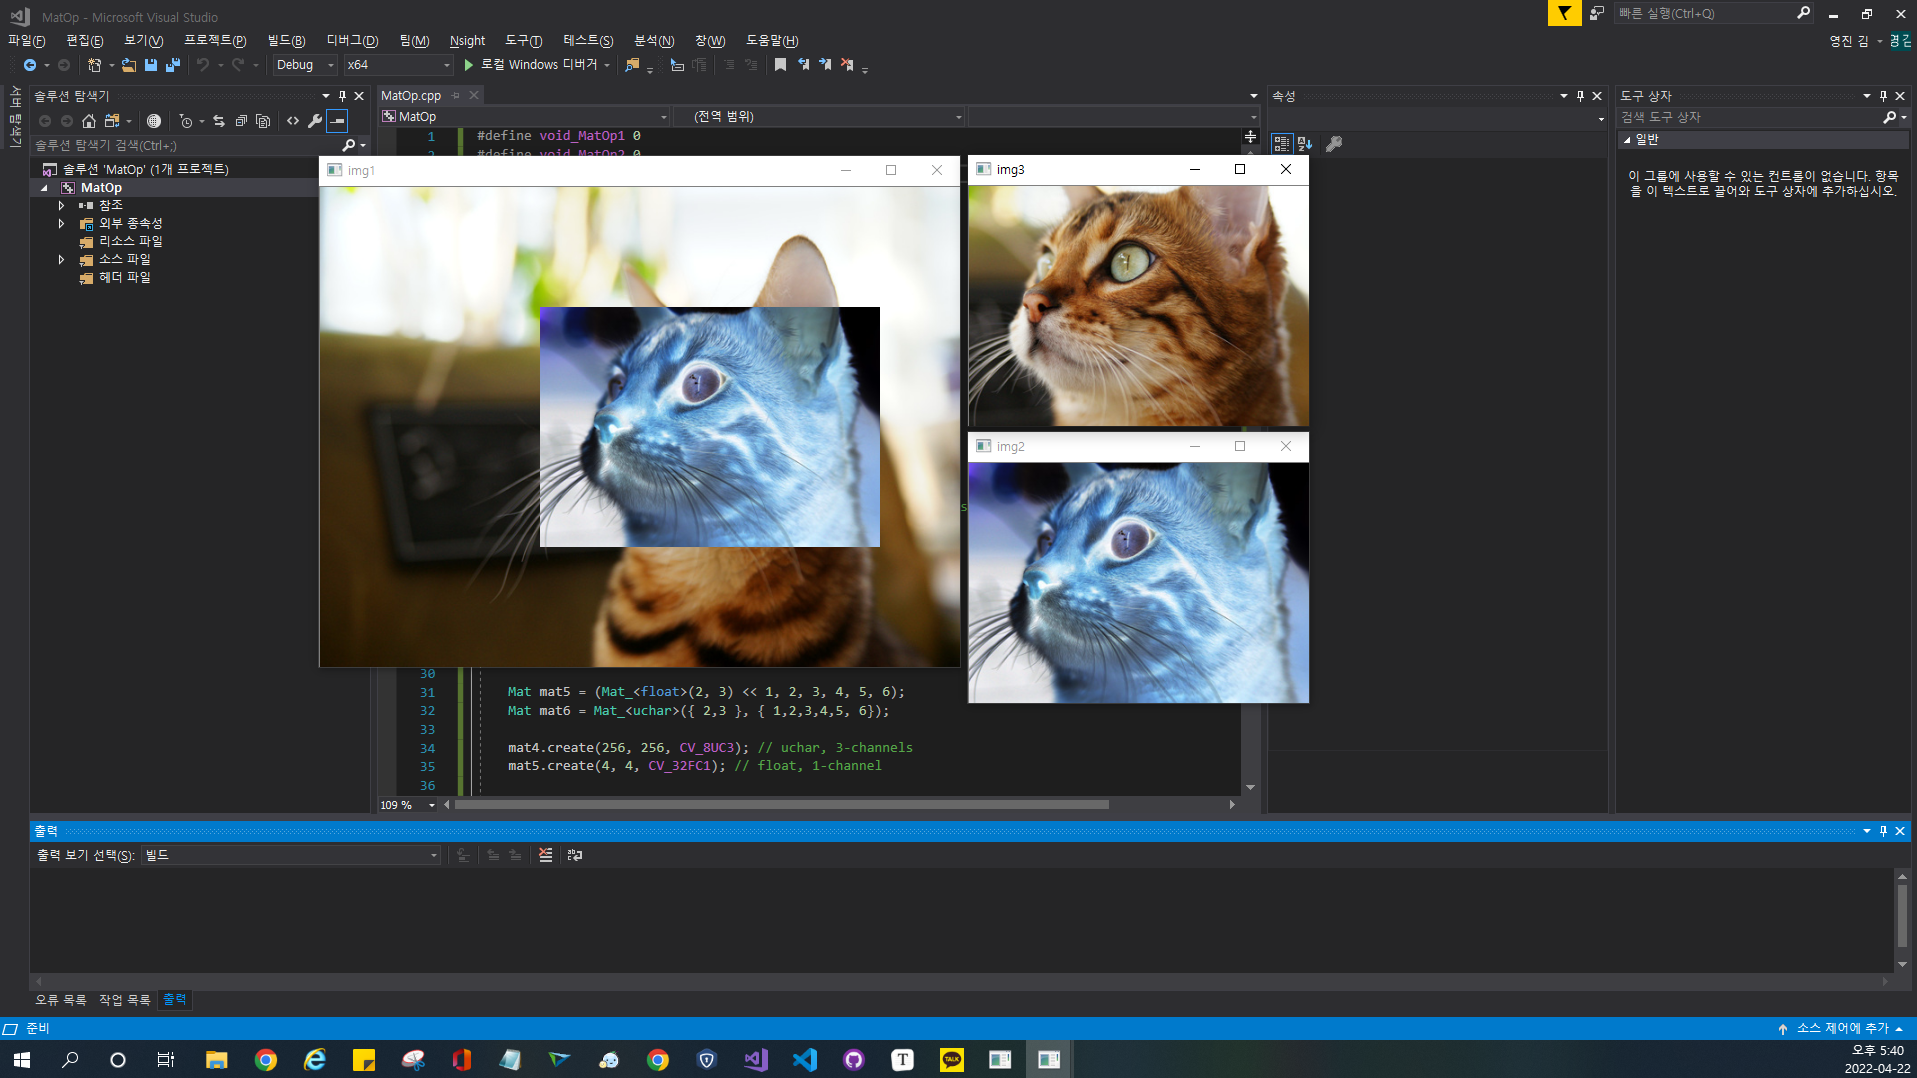 MatOp - Microsoft Visual Studio
빠른 실행(Ctrl+Q)
파일(F) 편집(E) 보기(V) 프로젝트(P) 빌드(B) 디버그(D) 팀(M) Nsight 도구(T) 테스트(S) 분석(N) 창(W) 도움말(H)
영진 김
영김
Debug x64 로컬 Windows 디버거
서버 탐색기
솔루션 탐색기
솔루션 탐색기 검색(Ctrl+;)
솔루션 'MatOp' (1개 프로젝트)
MatOp
참조
외부 종속성
리소스 파일
소스 파일
헤더 파일
MatOp.cpp
MatOp (전역 범위)
1 #define void_MatOp1 0
2 #define void_MatOp2 0
img1
img3
img2
s
30
31 Mat mat5 = (Mat_<float>(2, 3) << 1, 2, 3, 4, 5, 6);
32 Mat mat6 = Mat_<uchar>({ 2,3 }, { 1,2,3,4,5, 6});
33
34 mat4.create(256, 256, CV_8UC3); // uchar, 3-channels
35 mat5.create(4, 4, CV_32FC1); // float, 1-channel
36
109 %
속성
도구 상자
검색 도구 상자
일반
이 그룹에 사용할 수 있는 컨트롤이 없습니다. 항목
을 이 텍스트로 끌어와 도구 상자에 추가하십시오.
출력
출력 보기 선택(S): 빌드
오류 목록 작업 목록 출력
준비
소스 제어에 추가
T
TALK
오후 5:40
2022-04-22